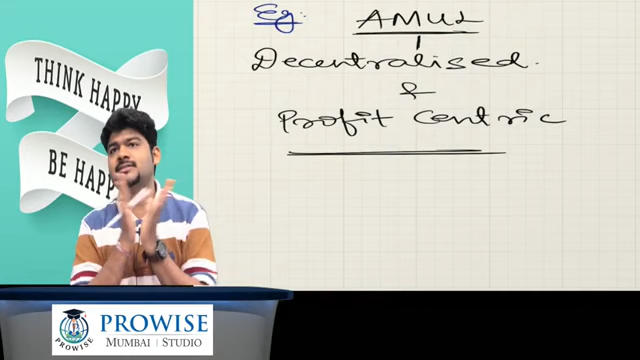 Eg: AMUL
Decentralised.
&
Profit Centric
THINK HAPPY
BE HAPP
PROWISE
PROWISE
MUMBAI | STUDIO